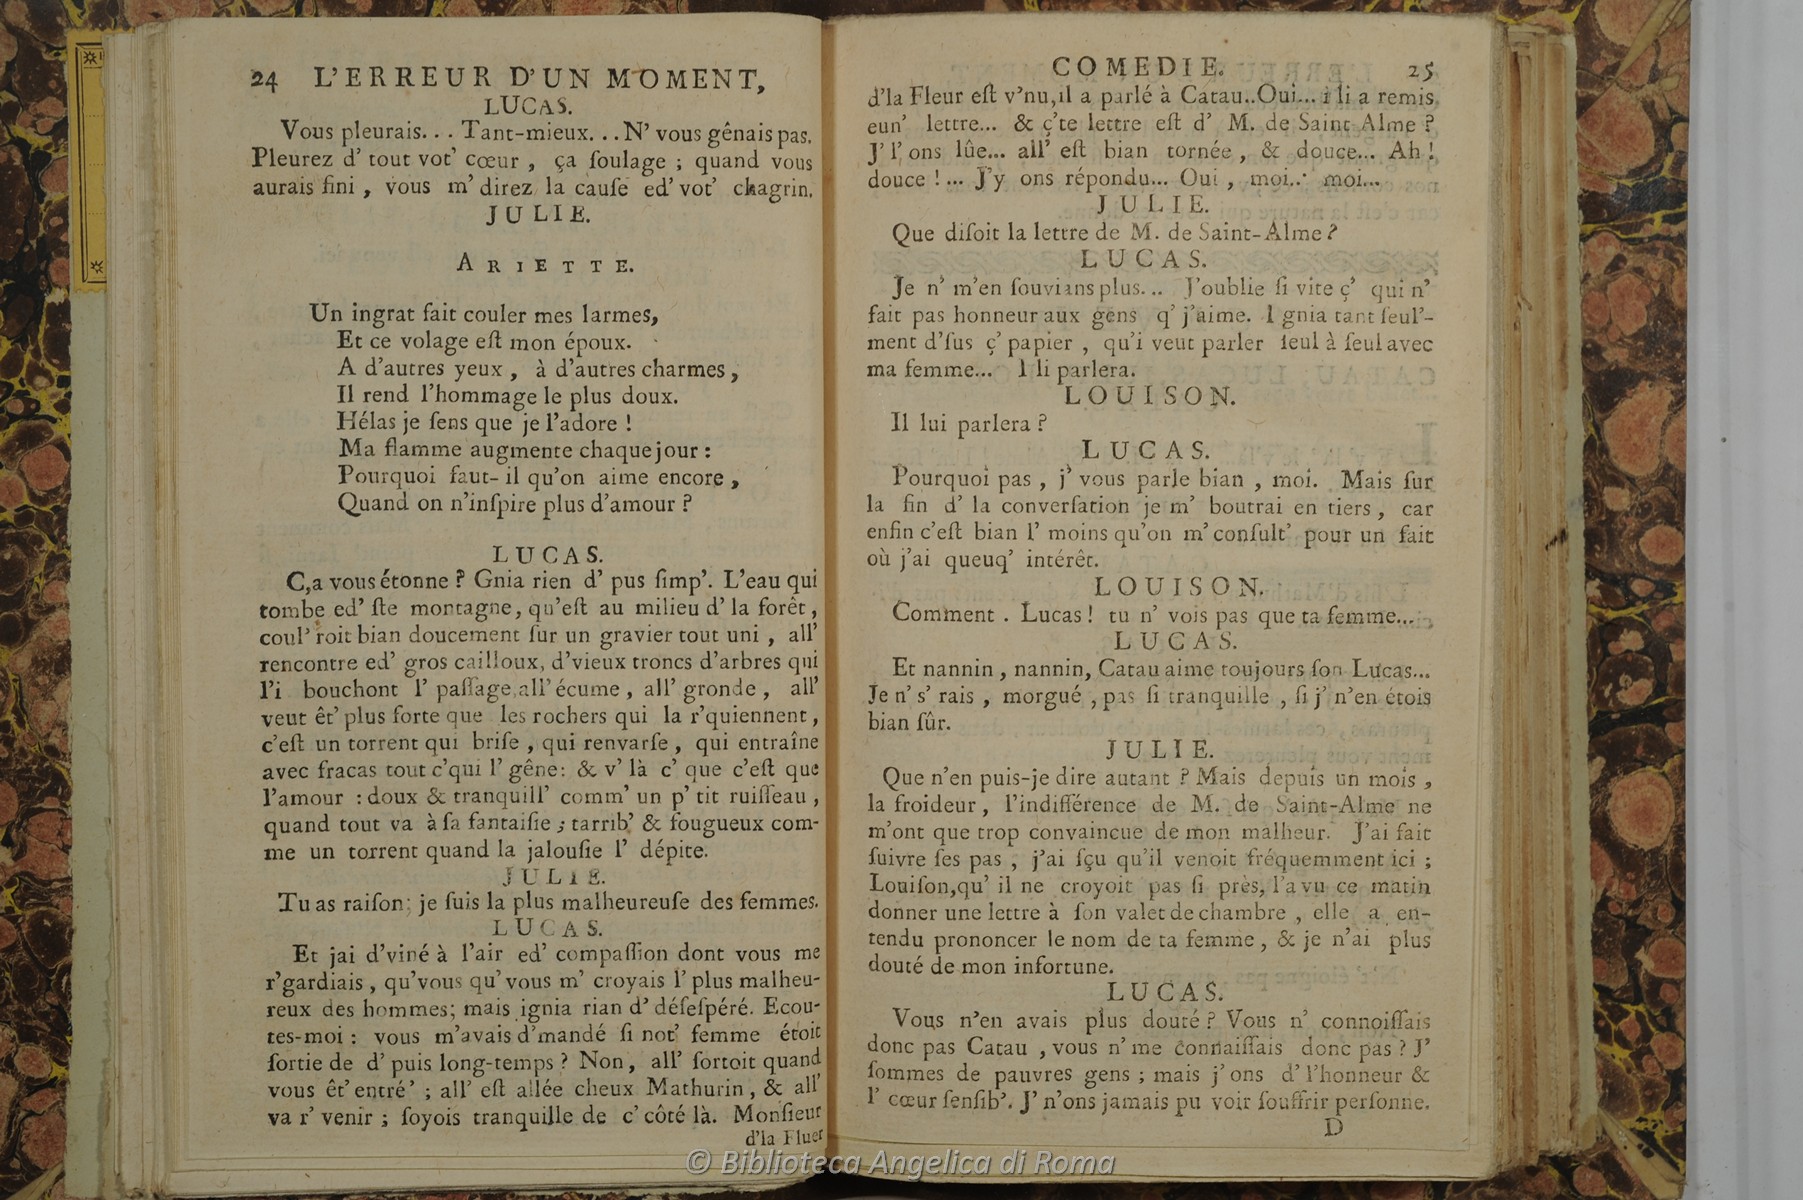 24 L'ERREUR D'UN MOMENT,
LUCAS.
Vous pleurais. . . Tant-mieux. . . N' vous gênais pas.
Pleurez d' tout vot' cœur , ça ſoulage ; quand vous
aurais fini , vous m' direz la cauſe ed' vot' chagrin.
JULIE.
ARIETTE.
Un ingrat fait couler mes larmes,
Et ce volage eſt mon époux.
A d'autres yeux , à d'autres charmes ,
Il rend l'hommage le plus doux.
Hélas je ſens que je l'adore !
Ma flamme augmente chaque jour :
Pourquoi faut- il qu'on aime encore ,
Quand on n'inſpire plus d'amour ?
LUCAS.
C,a vous étonne ? Gnia rien d' pus ſimp'. L'eau qui
tombe ed' ſte montagne, qu'eſt au milieu d' la forêt ,
coul' roit bian doucement ſur un gravier tout uni , all'
rencontre ed' gros cailloux, d'vieux troncs d'arbres qui
l'i bouchont l' paſſage, all' écume , all' gronde , all'
veut êt' plus forte que les rochers qui la r'quiennent ,
c'eſt un torrent qui briſe , qui renvarſe , qui entraîne
avec fracas tout c'qui l' gêne : & v' là c' que c'eſt que
l'amour : doux & tranquill' comm' un p' tit ruiſſeau ,
quand tout va à ſa fantaiſie ; tarrib' & fougueux com-
me un torrent quand la jalouſie l' dépite.
JULIE.
Tu as raiſon; je ſuis la plus malheureuſe des femmes.
LUCAS.
Et jai d'viné à l'air ed' compaſſion dont vous me
r'gardiais , qu'vous qu' vous m' croyais l' plus malheu-
reux des hommes; mais ignia rian d' déſeſpéré. Ecou-
tes-moi : vous m'avais d'mandé ſi not' femme étoit
ſortie de d' puis long-temps ? Non, all' ſortoit quand
vous êt' entré' ; all' eſt allée cheux Mathurin , & all'
va r' venir ; ſoyois tranquille de c' côté là. Monſieur
d'la Fluer
COMEDIE. 25
d'la Fleur eſt v'nu, il a parlé à Catau.. Oui... i li a remis
eun' lettre... & ç'te lettre eſt d' M. de Saint-Alme ?
J' l' ons lûe... all' eſt bian tornée , & douce... Ah !
douce ! ... J'y ons répondu... Oui , moi... moi...
JULIE.
Que diſoit la lettre de M. de Saint-Alme ?
LUCAS.
Je n' m'en ſouvians plus... J'oublie ſi vite ç' qui n'
fait pas honneur aux gens q' j'aime. I gnia tant ſeul'-
ment d'ſus ç' papier , qu'i veut parler ſeul à ſeul avec
ma femme... I li parlera.
LOUISON.
Il lui parlera ?
LUCAS.
Pourquoi pas , j' vous parle bian , moi. Mais ſur
la fin d' la converſation je m' boutrai en tiers , car
enfin c'eſt bian l' moins qu'on m' conſult' pour un fait
où j'ai queuq' intérêt.
LOUISON.
Comment . Lucas ! tu n' vois pas que ta femme...
LUCAS.
Et nannin , nannin, Catau aime toujours ſon Lucas...
Je n' s' rais , morgué , pas ſi tranquille , ſi j' n'en étois
bian ſûr.
JULIE.
Que n'en puis-je dire autant ? Mais depuis un mois ,
la froideur , l'indifférence de M. de Saint-Alme ne
m'ont que trop convaincue de mon malheur. J'ai fait
ſuivre ſes pas , j'ai ſçu qu'il venoit fréquemment ici ;
Louiſon, qu' il ne croyoit pas ſi près, l'a vu ce matin
donner une lettre à ſon valet de chambre , elle a en-
tendu prononcer le nom de ta femme , & je n'ai plus
douté de mon infortune.
LUCAS.
Vous n'en avais plus douté ? Vous n' connoiſſais
donc pas Catau , vous n' me connaiſſais donc pas ? J'
ſommes de pauvres gens ; mais j' ons d' l'honneur &
l' cœur ſenſib'. J' n'ons jamais pu voir ſouffrir perſonne.
D
© Biblioteca Angelica di Roma